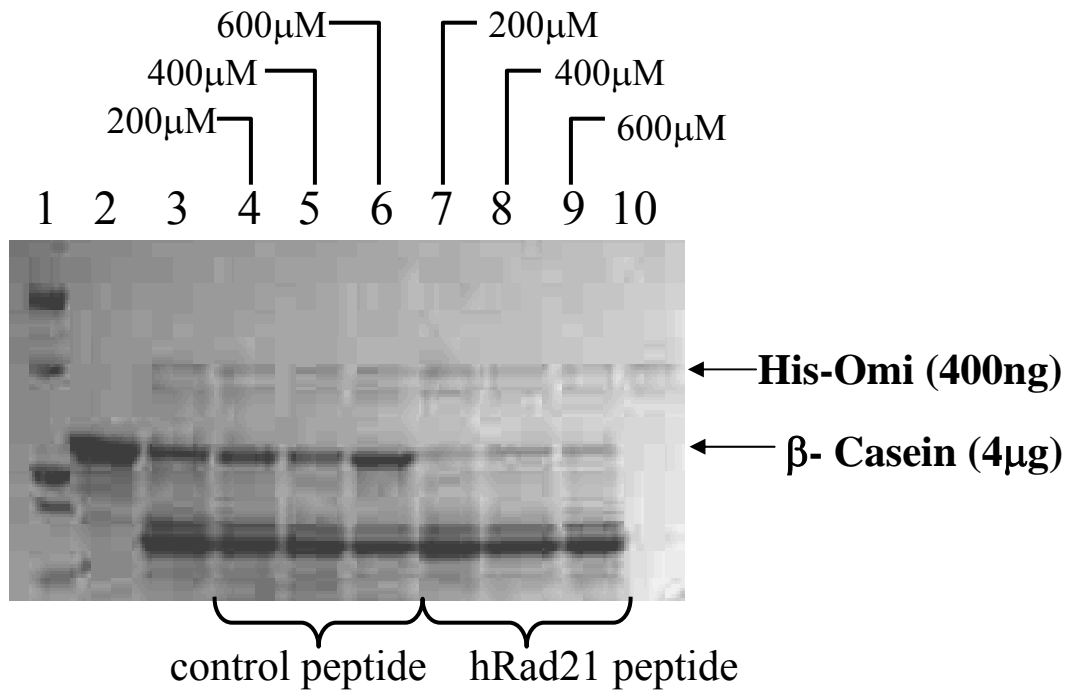 600μM
200μM
400μM
400μM
200μM
600μM
1 2 3 4 5 6 7 8 9 10
His-Omi (400ng)
β- Casein (4μg)
control peptide
hRad21 peptide